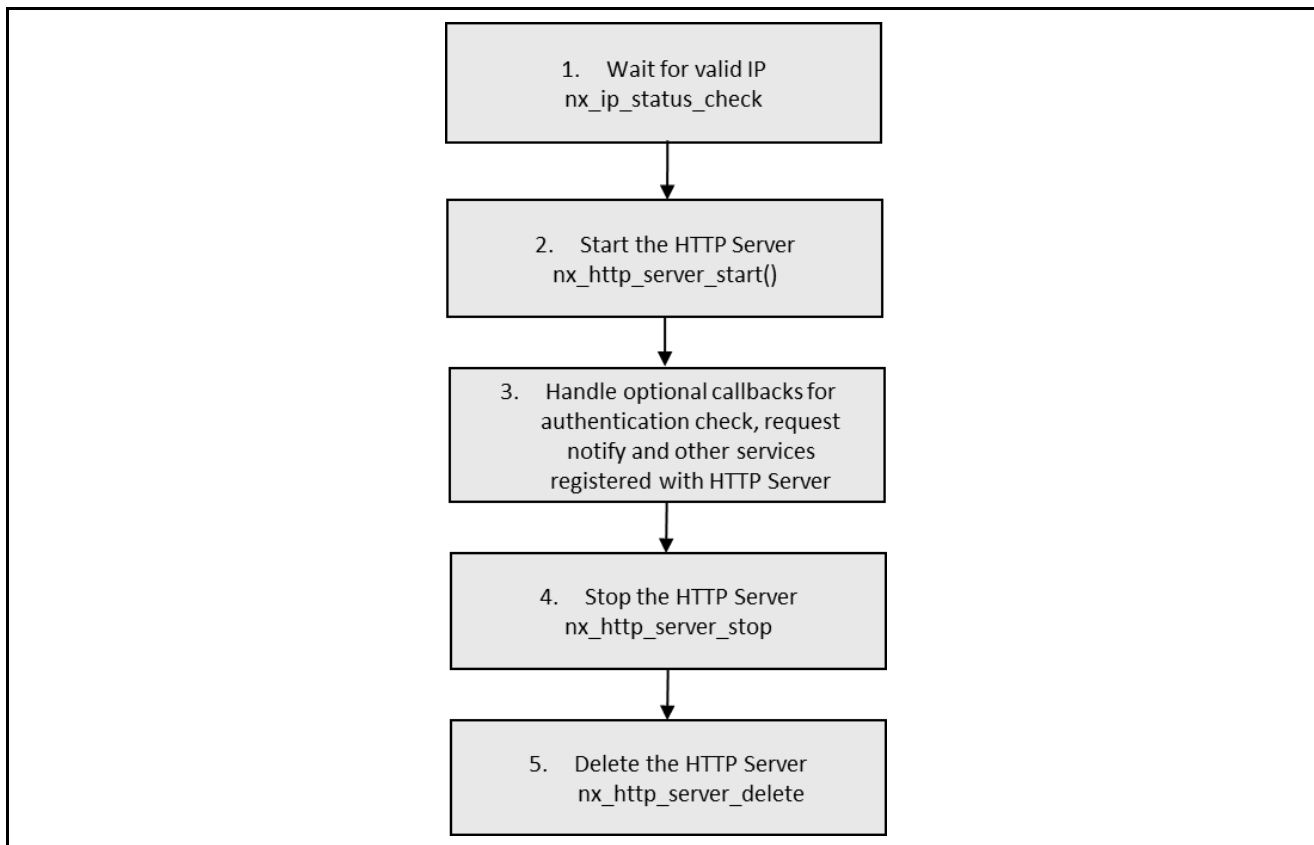 1. Wait for valid IP
nx_ip_status_check
2. Start the HTTP Server
nx_http_server_start()
3. Handle optional callbacks for
authentication check, request
notify and other services
registered with HTTP Server
4. Stop the HTTP Server
nx_http_server_stop
5. Delete the HTTP Server
nx_http_server_delete